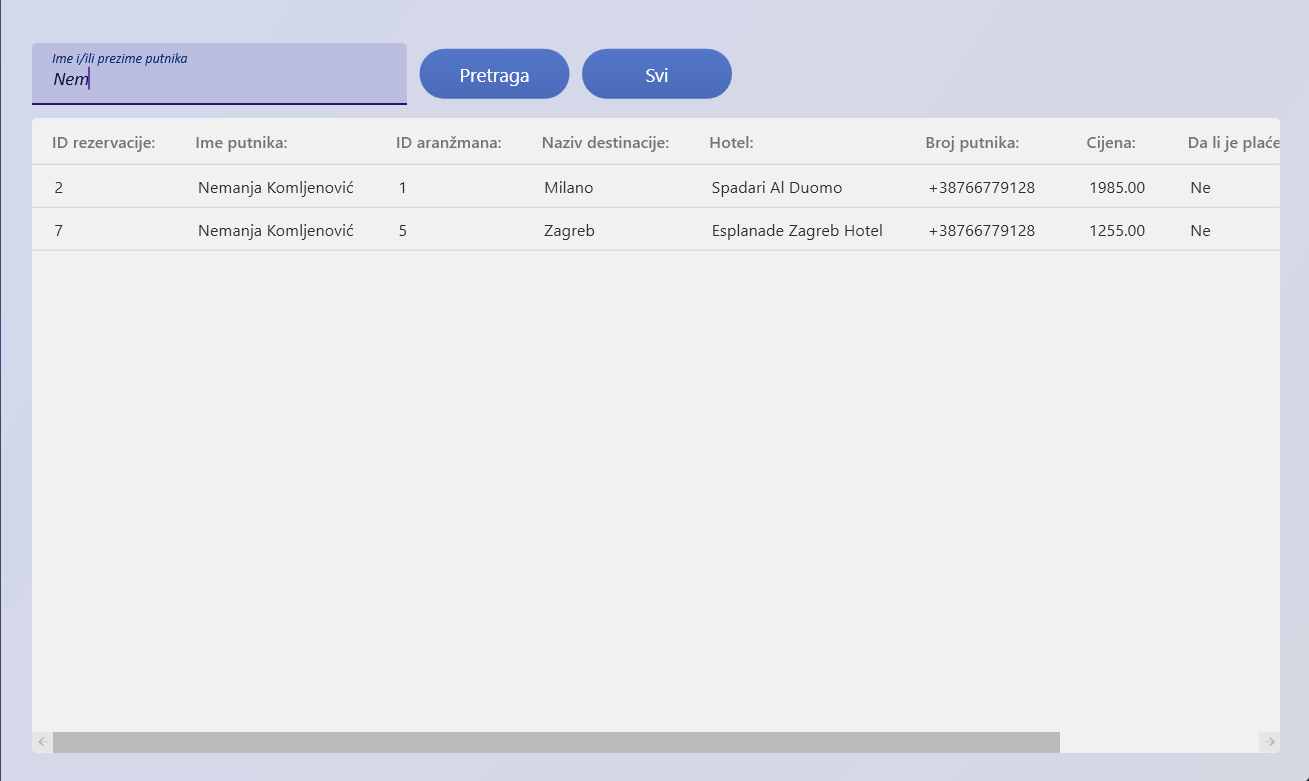 Ime i/ili prezime putnika
Nem
Pretraga
Svi
ID rezervacije: Ime putnika: ID aranžmana: Naziv destinacije: Hotel: Broj putnika: Cijena: Da li je plaće
2 Nemanja Komljenović 1 Milano Spadari Al Duomo +38766779128 1985.00 Ne
7 Nemanja Komljenović 5 Zagreb Esplanade Zagreb Hotel +38766779128 1255.00 Ne